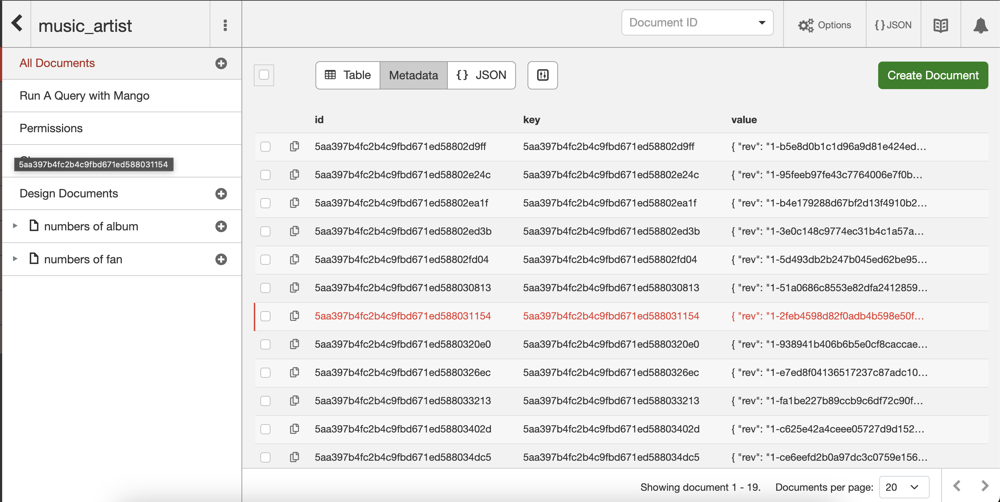 music_artist
Document ID
Options
{} JSON
All Documents
Run A Query with Mango
Permissions
5aa397b4fc2b4c9fbd671ed588031154
Design Documents
numbers of album
numbers of fan
Table
Metadata
{} JSON
Create Document
id key value
5aa397b4fc2b4c9fbd671ed58802d9ff 5aa397b4fc2b4c9fbd671ed58802d9ff { "rev": "1-b5e8d0b1c1d96a9d81e424ed...
5aa397b4fc2b4c9fbd671ed58802e24c 5aa397b4fc2b4c9fbd671ed58802e24c { "rev": "1-95feeb97fe43c7764006e7f0b...
5aa397b4fc2b4c9fbd671ed58802ea1f 5aa397b4fc2b4c9fbd671ed58802ea1f { "rev": "1-b4e179288d67bf2d13f4910b2...
5aa397b4fc2b4c9fbd671ed58802ed3b 5aa397b4fc2b4c9fbd671ed58802ed3b { "rev": "1-3e0c148c9774ec31b4c1a57a...
5aa397b4fc2b4c9fbd671ed58802fd04 5aa397b4fc2b4c9fbd671ed58802fd04 { "rev": "1-5d493db2b247b045ed62be95...
5aa397b4fc2b4c9fbd671ed588030813 5aa397b4fc2b4c9fbd671ed588030813 { "rev": "1-51a0686c8553e82dfa2412859...
5aa397b4fc2b4c9fbd671ed588031154 5aa397b4fc2b4c9fbd671ed588031154 { "rev": "1-2feb4598d82f0adb4b598e50f...
5aa397b4fc2b4c9fbd671ed5880320e0 5aa397b4fc2b4c9fbd671ed5880320e0 { "rev": "1-938941b406b6b5e0cf8caccae...
5aa397b4fc2b4c9fbd671ed5880326ec 5aa397b4fc2b4c9fbd671ed5880326ec { "rev": "1-e7ed8f04136517237c87adc10...
5aa397b4fc2b4c9fbd671ed588033213 5aa397b4fc2b4c9fbd671ed588033213 { "rev": "1-fa1be227b89ccb9c6df72c90f...
5aa397b4fc2b4c9fbd671ed58803402d 5aa397b4fc2b4c9fbd671ed58803402d { "rev": "1-c625e42a4ceee05727d9d152...
5aa397b4fc2b4c9fbd671ed588034dc5 5aa397b4fc2b4c9fbd671ed588034dc5 { "rev": "1-ce6eefd2b0a97dc3c0759e156...
Showing document 1 - 19. Documents per page: 20